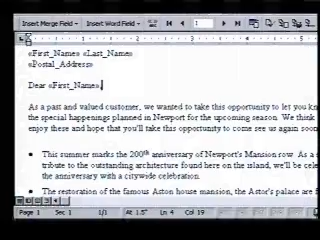 Insert Merge Field Insert Word Field 1
«First_Name» «Last_Name»
«Postal_Address»
Dear «First_Name»,
As a past and valued customer, we wanted to take this opportunity to let you kn
the special happenings planned in Newport for the upcoming season. We think
enjoy these and hope that you'll take this opportunity to come see us again soon
• This summer marks the 200th anniversary of Newport's Mansion row. As a s
tribute to the outstanding architecture found here on the island, we'll be cele
the anniversary with a citywide celebration.
• The restoration of the famous Aston house mansion, the Astor's palace are f
Page 1 Sec 1 1/1 At 1.5" Ln 4 Col 19